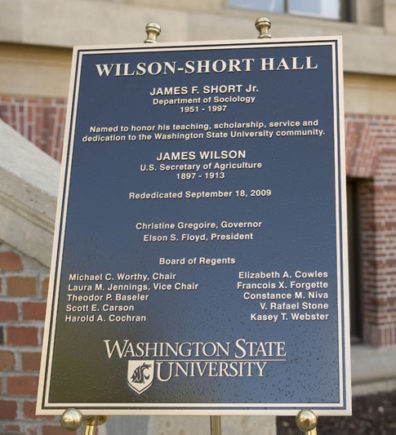 WILSON-SHORT HALL
JAMES F. SHORT Jr.
Department of Sociology
1951 - 1997
Named to honor his teaching, scholarship, service and
dedication to the Washington State University community.
JAMES WILSON
U.S. Secretary of Agriculture
1897 - 1913
Rededicated September 18, 2009
Christine Gregoire, Governor
Elson S. Floyd, President
Board of Regents
Michael C. Worthy, Chair
Laura M. Jennings, Vice Chair
Theodor P. Baseler
Scott E. Carson
Harold A. Cochran
Elizabeth A. Cowles
Francois X. Forgette
Constance M. Niva
V. Rafael Stone
Kasey T. Webster
WASHINGTON STATE
UNIVERSITY